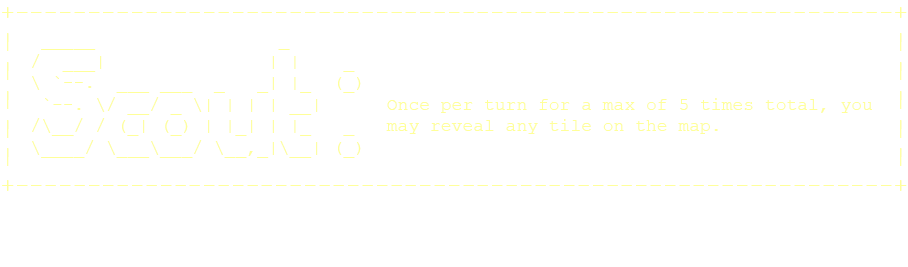 Scout:
Once per turn for a max of 5 times total, you
may reveal any tile on the map.